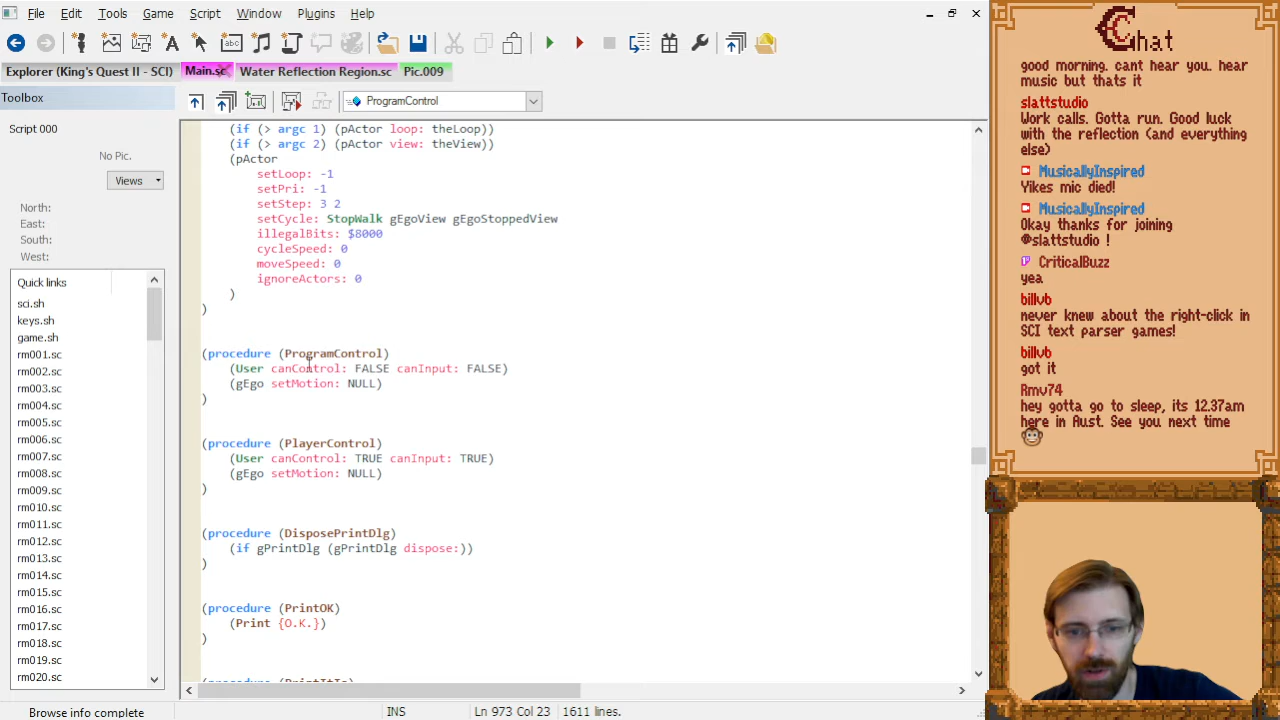 File Edit Tools Game Script Window Plugins Help
Explorer (King's Quest II - SCI) Main.sc Water Reflection Region.sc Pic.009
Toolbox
ProgramControl
Script 000
No Pic.
Views
North:
East:
South:
West:
Quick links
sci.sh
keys.sh
game.sh
rm001.sc
rm002.sc
rm003.sc
rm004.sc
rm005.sc
rm006.sc
rm007.sc
rm008.sc
rm009.sc
rm010.sc
rm011.sc
rm012.sc
rm013.sc
rm014.sc
rm015.sc
rm016.sc
rm017.sc
rm018.sc
rm019.sc
rm020.sc
(if (> argc 1) (pActor loop: theLoop))
(if (> argc 2) (pActor view: theView))
(pActor
setLoop: -1
setPri: -1
setStep: 3 2
setCycle: StopWalk gEgoView gEgoStoppedView
illegalBits: $8000
cycleSpeed: 0
moveSpeed: 0
ignoreActors: 0
)
)
(procedure (ProgramControl)
(User canControl: FALSE canInput: FALSE)
(gEgo setMotion: NULL)
)
(procedure (PlayerControl)
(User canControl: TRUE canInput: TRUE)
(gEgo setMotion: NULL)
)
(procedure (DisposePrintDlg)
(if gPrintDlg (gPrintDlg dispose:))
)
(procedure (PrintOK)
(Print {O.K.})
)
Browse info complete
INS
Ln 973 Col 23 1611 lines.
Chat
good morning. cant hear you. hear
music but thats it
slattstudio
Work calls. Gotta run. Good luck
with the reflection (and everything
else)
MusicallyInspired
Yikes mic died!
MusicallyInspired
Okay thanks for joining
@slattstudio !
CriticalBuzz
yea
billvb
never knew about the right-click in
SCI text parser games!
billvb
got it
Rmv74
hey gotta go to sleep, its 12.37am
here in Aust. See you next time